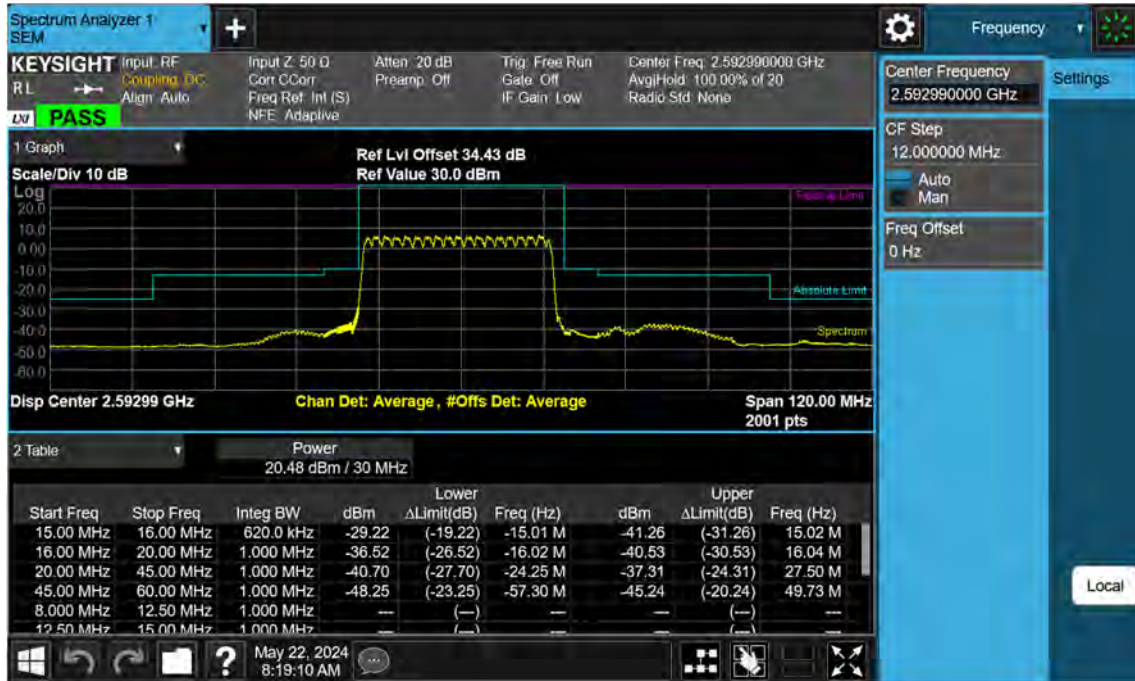 Spectrum Analyzer 1
SEM
Frequency
KEYSIGHT
RL
LXI
PASS
Input: RF
Coupling: DC
Align: Auto
Input Z: 50 Ω
Corr CCorr
Freq Ref: Int (S)
NFE: Adaptive
Atten: 20 dB
Preamp: Off
Trig: Free Run
Gate: Off
IF Gain: Low
Center Freq: 2.592990000 GHz
Avg|Hold: 100.00% of 20
Radio Std: None
Center Frequency
2.592990000 GHz
Settings
CF Step
12.000000 MHz
Auto
Man
Freq Offset
0 Hz
1 Graph
Scale/Div 10 dB
Ref Lvl Offset 34.43 dB
Ref Value 30.0 dBm
Log
20.0
10.0
0.00
-10.0
-20.0
-30.0
-40.0
-50.0
-60.0
Limit
Absolute Limit
Spectrum
Disp Center 2.59299 GHz
Chan Det: Average, #Offs Det: Average
Span 120.00 MHz
2001 pts
2 Table
Power
20.48 dBm / 30 MHz
Lower Upper
Start Freq Stop Freq Integ BW dBm ΔLimit(dB) Freq (Hz) dBm ΔLimit(dB) Freq (Hz)
15.00 MHz 16.00 MHz 620.0 kHz -29.22 (-19.22) -15.01 M -41.26 (-31.26) 15.02 M
16.00 MHz 20.00 MHz 1.000 MHz -36.52 (-26.52) -16.02 M -40.53 (-30.53) 16.04 M
20.00 MHz 45.00 MHz 1.000 MHz -40.70 (-27.70) -24.25 M -37.31 (-24.31) 27.50 M
45.00 MHz 60.00 MHz 1.000 MHz -48.25 (-23.25) -57.30 M -45.24 (-20.24) 49.73 M
8.000 MHz 12.50 MHz 1.000 MHz --- (---) --- --- (---) ---
12.50 MHz 15.00 MHz 1.000 MHz --- (---) --- --- (---) ---
Local
May 22, 2024
8:19:10 AM